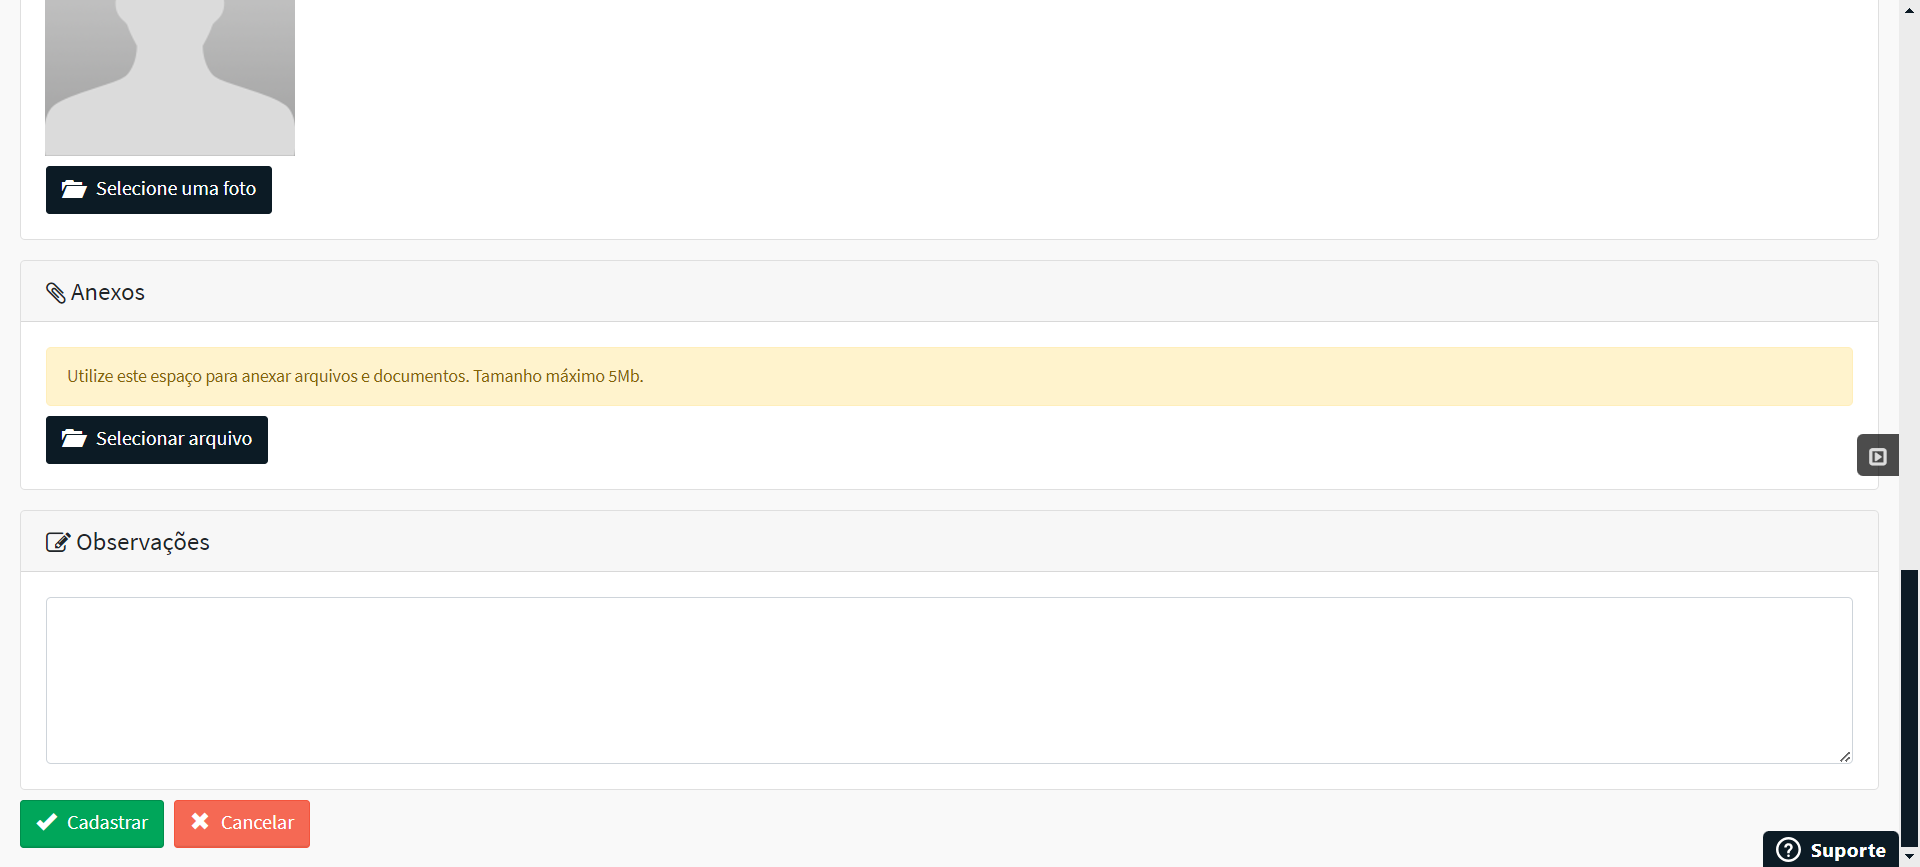 Selecione uma foto
Anexos
Utilize este espaço para anexar arquivos e documentos. Tamanho máximo 5Mb.
Selecionar arquivo
Observações
Cadastrar
Cancelar
Suporte